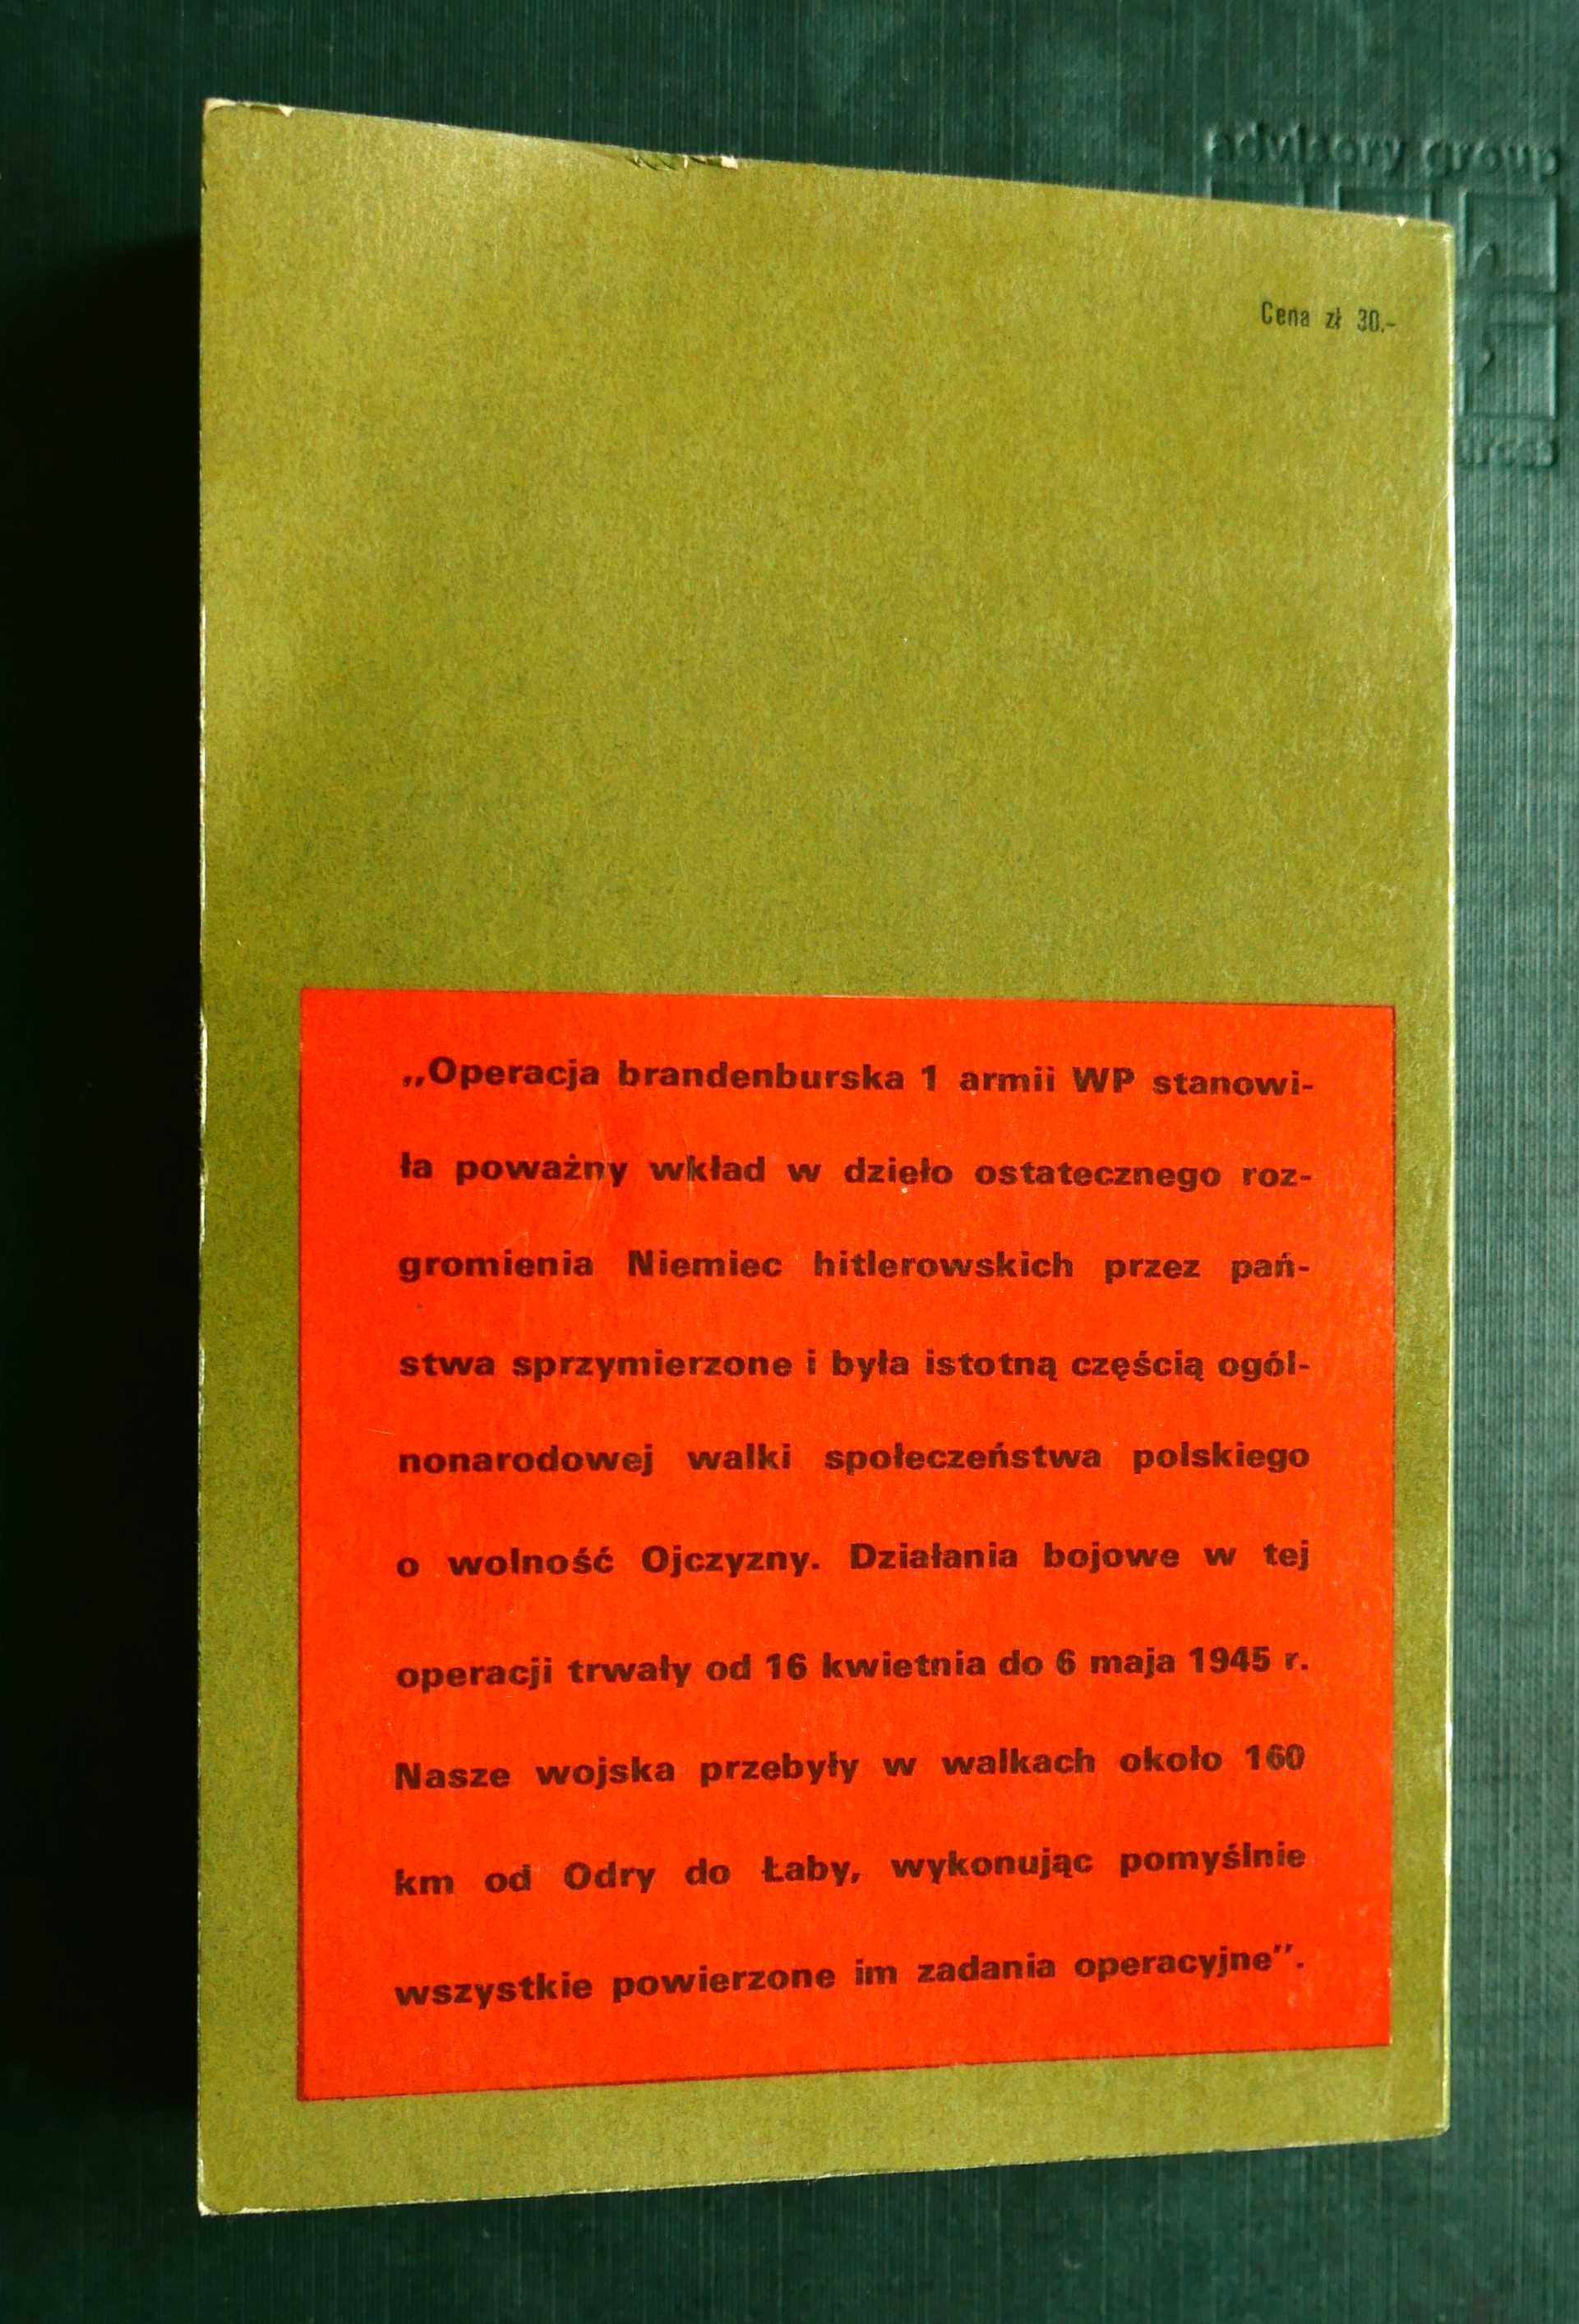 advisory group
Cena zł 30.-
„Operacja brandenburska 1 armii WP stanowi-
ła poważny wkład w dzieło ostatecznego roz-
gromienia Niemiec hitlerowskich przez pań-
stwa sprzymierzone i była istotną częścią ogól-
nonarodowej walki społeczeństwa polskiego
o wolność Ojczyzny. Działania bojowe w tej
operacji trwały od 16 kwietnia do 6 maja 1945 r.
Nasze wojska przebyły w walkach około 160
km od Odry do Łaby, wykonując pomyślnie
wszystkie powierzone im zadania operacyjne”.